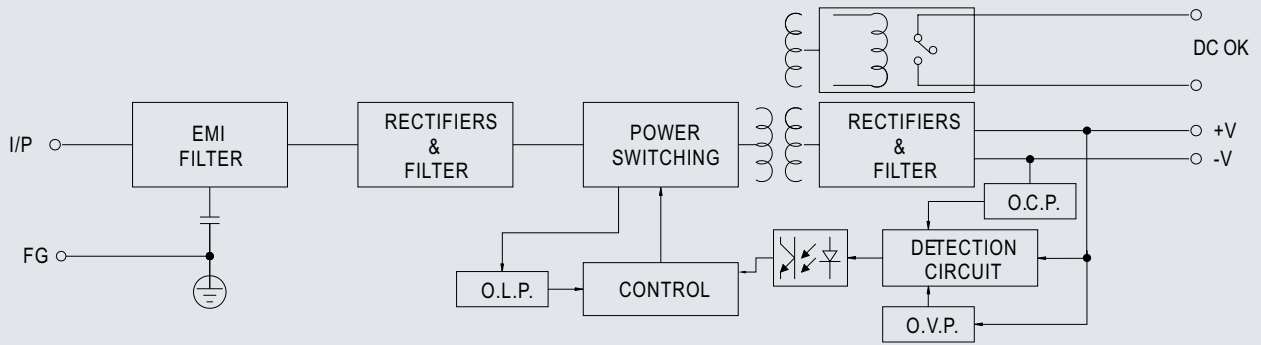 DC OK
I/P
EMI
FILTER
RECTIFIERS
&
FILTER
POWER
SWITCHING
RECTIFIERS
&
FILTER
+V
-V
O.C.P.
FG
O.L.P.
CONTROL
DETECTION
CIRCUIT
O.V.P.